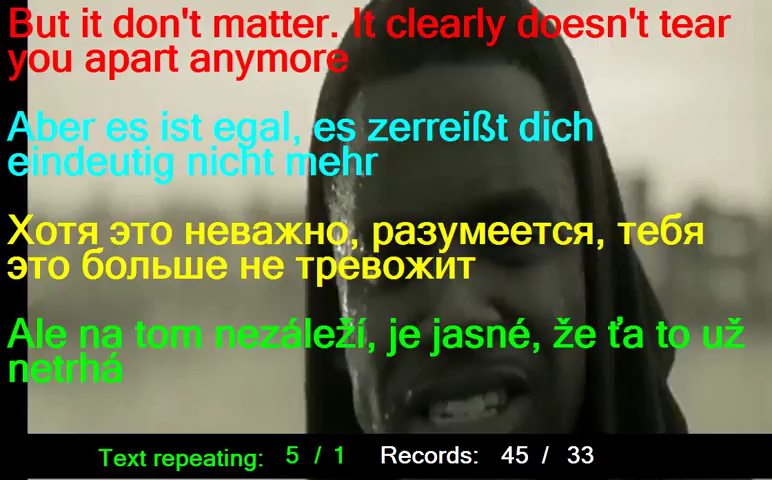 But it don't matter. It clearly doesn't tear
you apart anymore
Aber es ist egal, es zerreißt dich
eindeutig nicht mehr
Хотя это неважно, разумеется, тебя
это больше не тревожит
Ale na tom nezáleží, je jasné, že ťa to už
netrhá
Text repeating: 5 / 1 Records: 45 / 33